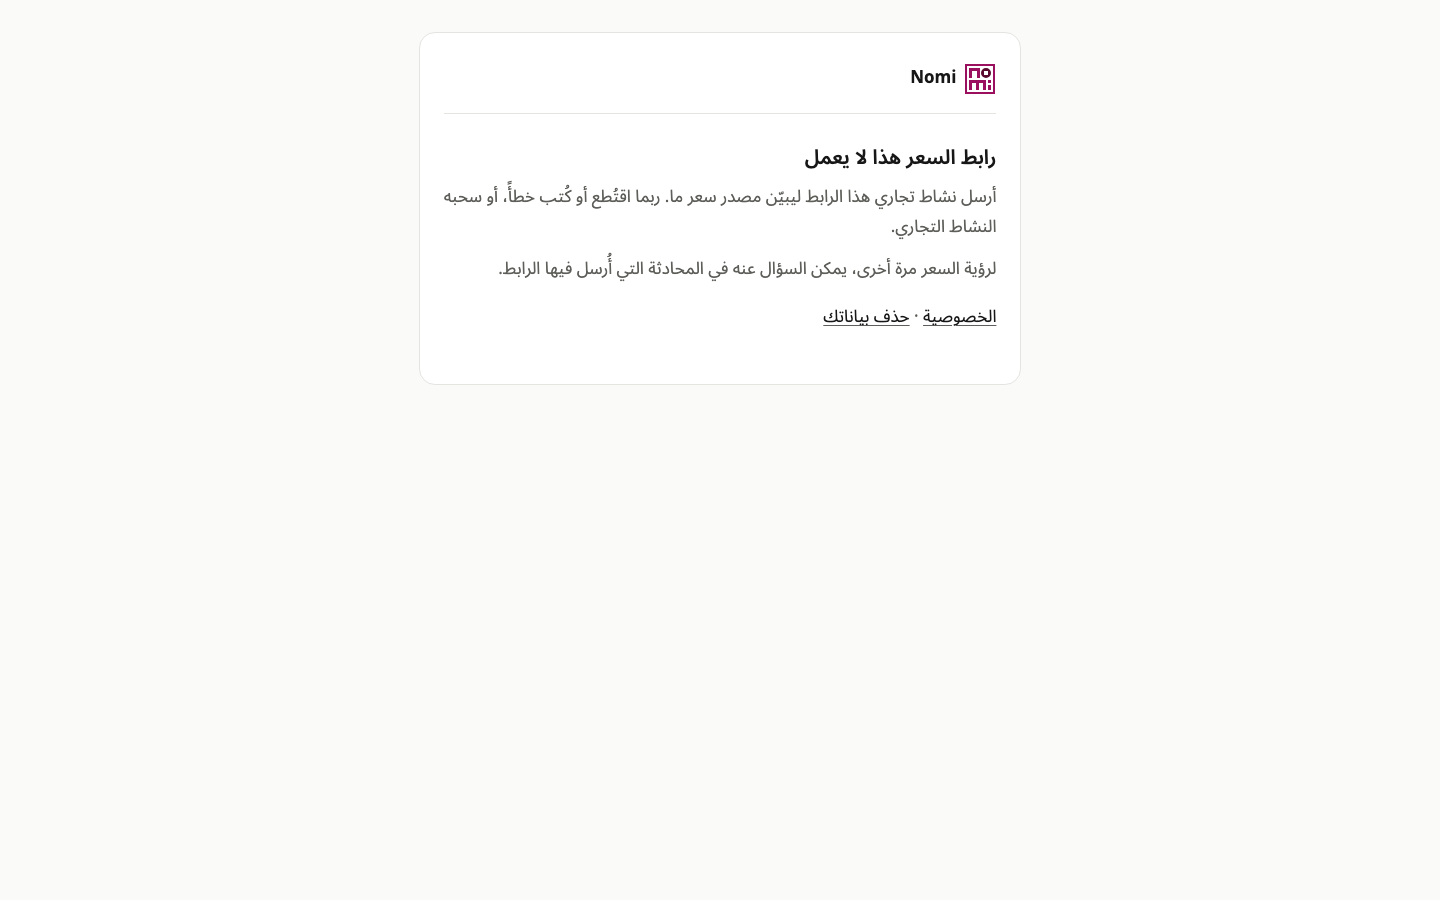 Nomi
رابط السعر هذا لا يعمل
أرسل نشاط تجاري هذا الرابط ليبيّن مصدر سعر ما. ربما اقتُطع أو كُتب خطأً، أو سحبه
النشاط التجاري.
لرؤية السعر مرة أخرى، يمكن السؤال عنه في المحادثة التي أُرسل فيها الرابط.
الخصوصية · حذف بياناتك